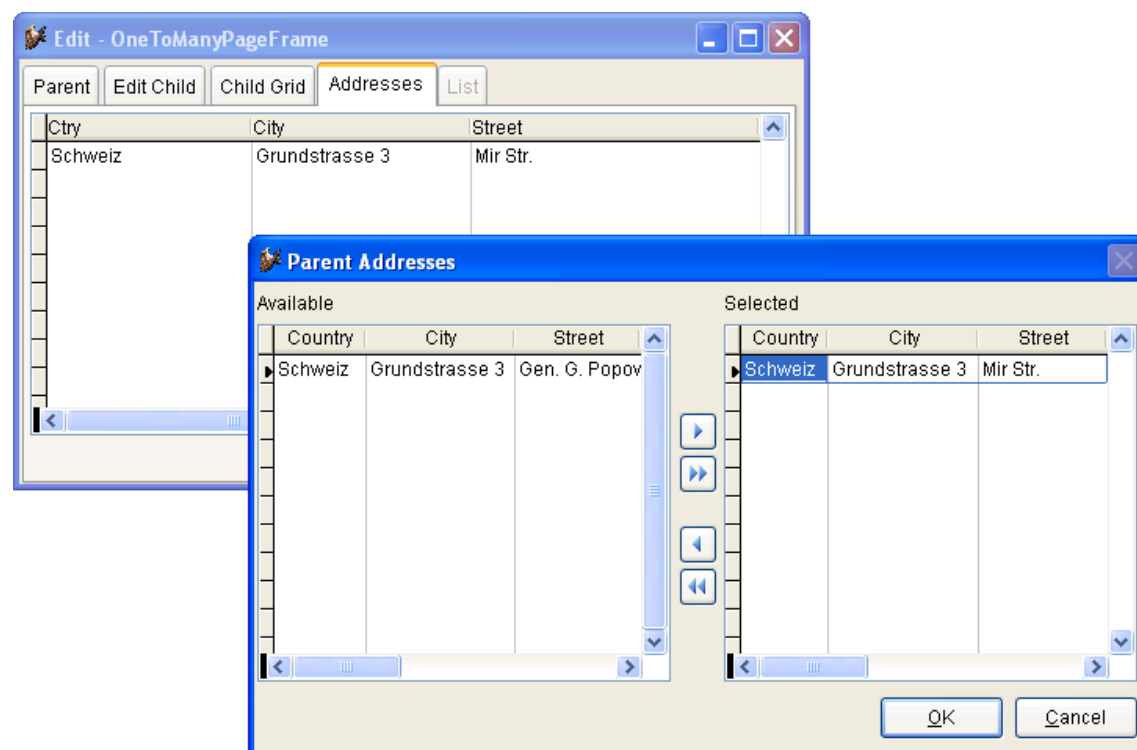 Edit - OneToManyPageFrame
Parent Edit Child Child Grid Addresses List
Ctry City Street
Schweiz Grundstrasse 3 Mir Str.
Parent Addresses
Available Selected
Country City Street Country City Street
Schweiz Grundstrasse 3 Gen. G. Popov Schweiz Grundstrasse 3 Mir Str.
OK Cancel